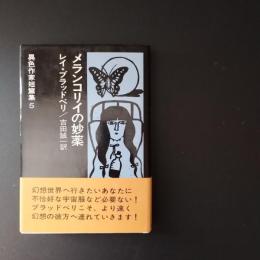 メランコリイの妙薬
レイ・ブラッドベリ/吉田誠一訳
異色作家短篇集 5
幻想世界へ行きたいあなたに
不恰好な宇宙服など必要ない!
ブラッドベリこそ、より速く
幻想の彼方へ連れていきます!